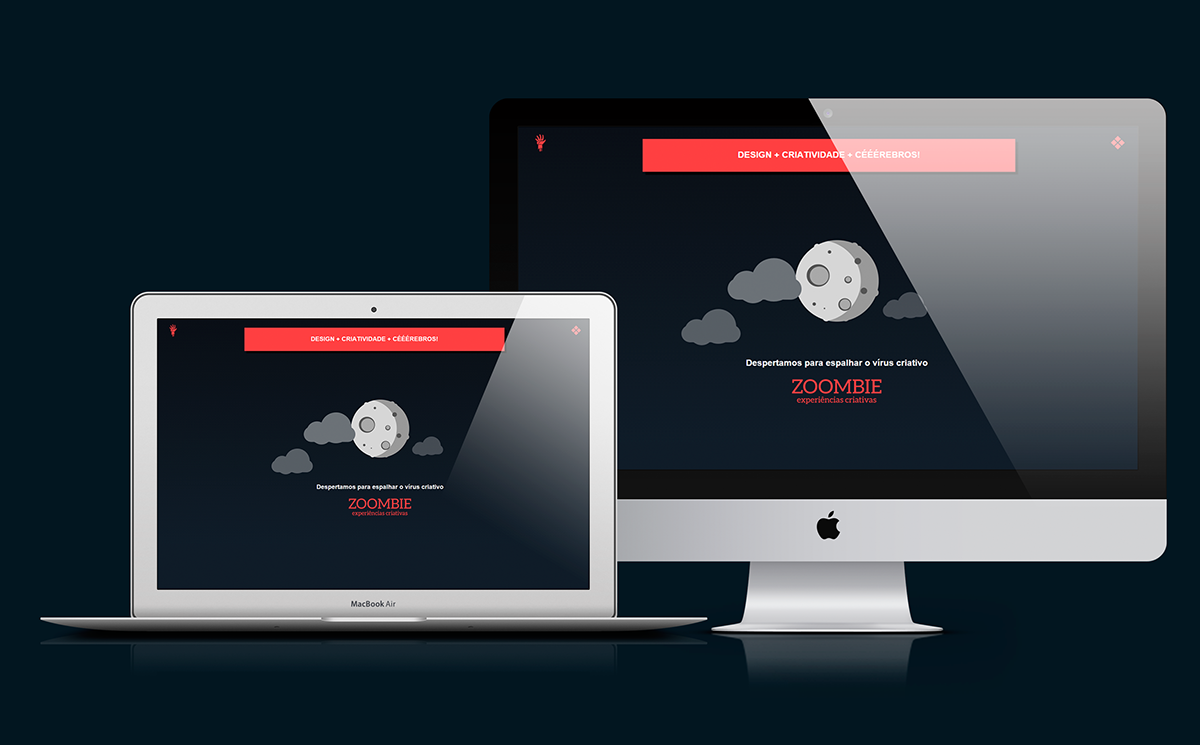 DESIGN + CRIATIVIDADE + CÉÉÉREBROS!
Despertamos para espalhar o vírus criativo
ZOOMBIE
experiências criativas
DESIGN + CRIATIVIDADE + CÉÉÉREBROS!
Despertamos para espalhar o vírus criativo
ZOOMBIE
experiências criativas
MacBook Air